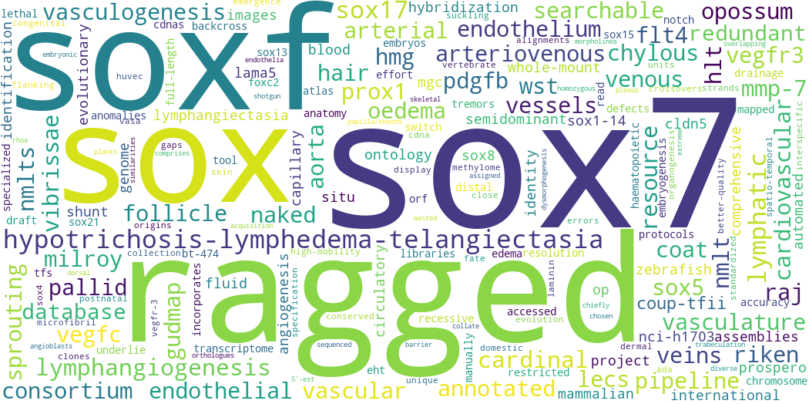 soxf
sox
sox7
ragged
hypotrichosis-lymphedema-telangiectasia
lethal
vasculogenesis
images
sox17
hybridization
emergence
suckling
searchable
opossum
congenital
cdnas
backcross
arterial
embryos
notch
sox15
morpholinos
overlapping
identification
evolutionary
full-length
sox13
blood
endothelium
flt4
redundant
alignments
units
embryonic
huvec
endothelia
lama5
hmg
arteriovenous
chylous
vegfr3
flanking
foxc2
hair
vertebrate
whole-mount
crossovers
strands
drainage
shotgun
effort
mgc
pdgfb
wst
venous
hlt
mmp-7
anomalies
vasa
atlas
prox1
vessels
read
homozygous
mapped
lymphangiectasia
oedema
tremors
semidominant
sox1-14
defects
cldn5
vibrissae
genome
similarities
anatomy
skeletal
switch
cdna
ontology
sox8
specialized
rhoa
nmlts
plants
gaps
comprises
tool
skin
capillary
aorta
display
methylome
assigned
distal
close
identity
dysmorphogenesis
haematopoietic
resource
embryogenesis
organogenesis
extreme
better-quality
comprehensive
lymphatic
spatio-temporal
cardiovascular
automated
interspecific
draft
shunt
sox21
follicle
naked
situ
orf
wasted
errors
nmlt
standardized
origins
acquisition
milroy
collection
bt-474
high-mobility
libraries
edema
resolution
protocols
coat
tfs
sox4
dorsal
postnatal
pallid
fluid
vegfr-3
incorporates
angiogenesis
specification
circulatory
fate
laminin
op
zebrafish
sox5
raj
accuracy
sprouting
database
gudmap
conserved
recessive
accessed
evolution
chiefly
chosen
coup-tfii
vasculature
microfibril
angioblasts
vegfc
transcriptome
sequenced
barrier
collate
manually
domestic
dermal
trabeculation
nci-h1703
assemblies
clones
underlie
orthologues
eht
cardinal
project
veins
ada
diverse
riken
prospero
lymphangiogenesis
5'-est
unique
restricted
lecs
pipeline
chromosome
consortium
endothelial
vascular
annotated
mammalian
international